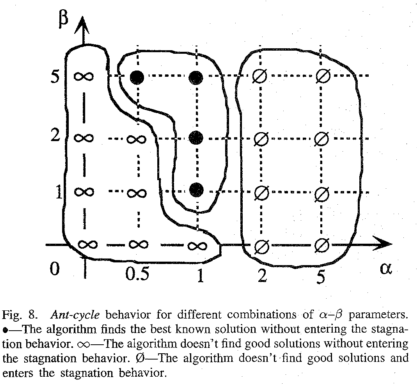 β
5 ∞ ● ● ∅ ∅
2 ∞ ∞ ● ∅ ∅
1 ∞ ∞ ● ∅ ∅
∞ ∞ ∞ ∅ ∅
0 0.5 1 2 5 α
Fig. 8. Ant-cycle behavior for different combinations of α–β parameters.
●—The algorithm finds the best known solution without entering the stagna-
tion behavior. ∞—The algorithm doesn't find good solutions without entering
the stagnation behavior. Ø—The algorithm doesn't find good solutions and
enters the stagnation behavior.